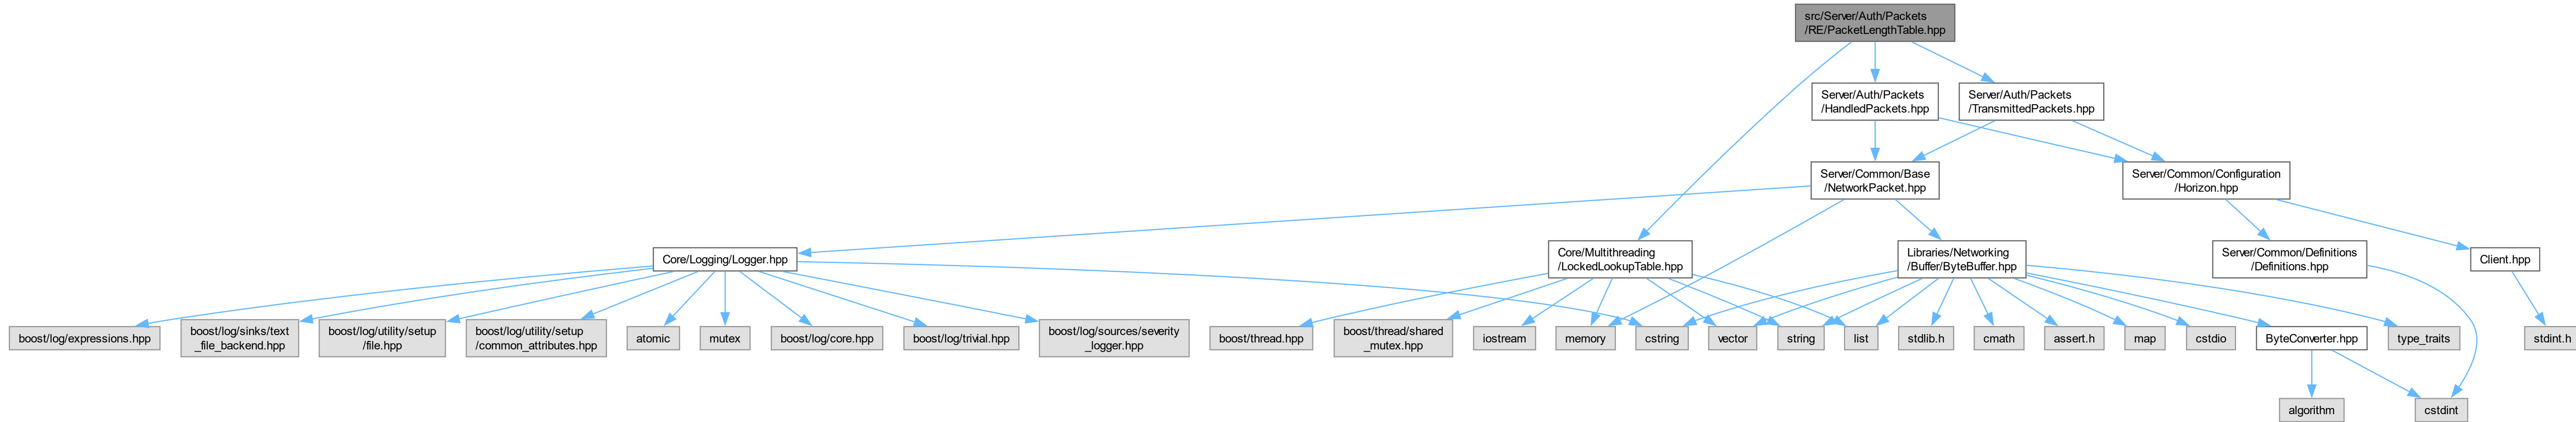 src/Server/Auth/Packets
/RE/PacketLengthTable.hpp
Server/Auth/Packets
/HandledPackets.hpp
Server/Auth/Packets
/TransmittedPackets.hpp
Server/Common/Base
/NetworkPacket.hpp
Server/Common/Configuration
/Horizon.hpp
Core/Logging/Logger.hpp
Core/Multithreading
/LockedLookupTable.hpp
Libraries/Networking
/Buffer/ByteBuffer.hpp
Server/Common/Definitions
/Definitions.hpp
Client.hpp
boost/log/expressions.hpp
boost/log/sinks/text
_file_backend.hpp
boost/log/utility/setup
/file.hpp
boost/log/utility/setup
/common_attributes.hpp
atomic
mutex
boost/log/core.hpp
boost/log/trivial.hpp
boost/log/sources/severity
_logger.hpp
boost/thread.hpp
boost/thread/shared
_mutex.hpp
iostream
memory
cstring
vector
string
list
stdlib.h
cmath
assert.h
map
cstdio
ByteConverter.hpp
type_traits
stdint.h
algorithm
cstdint